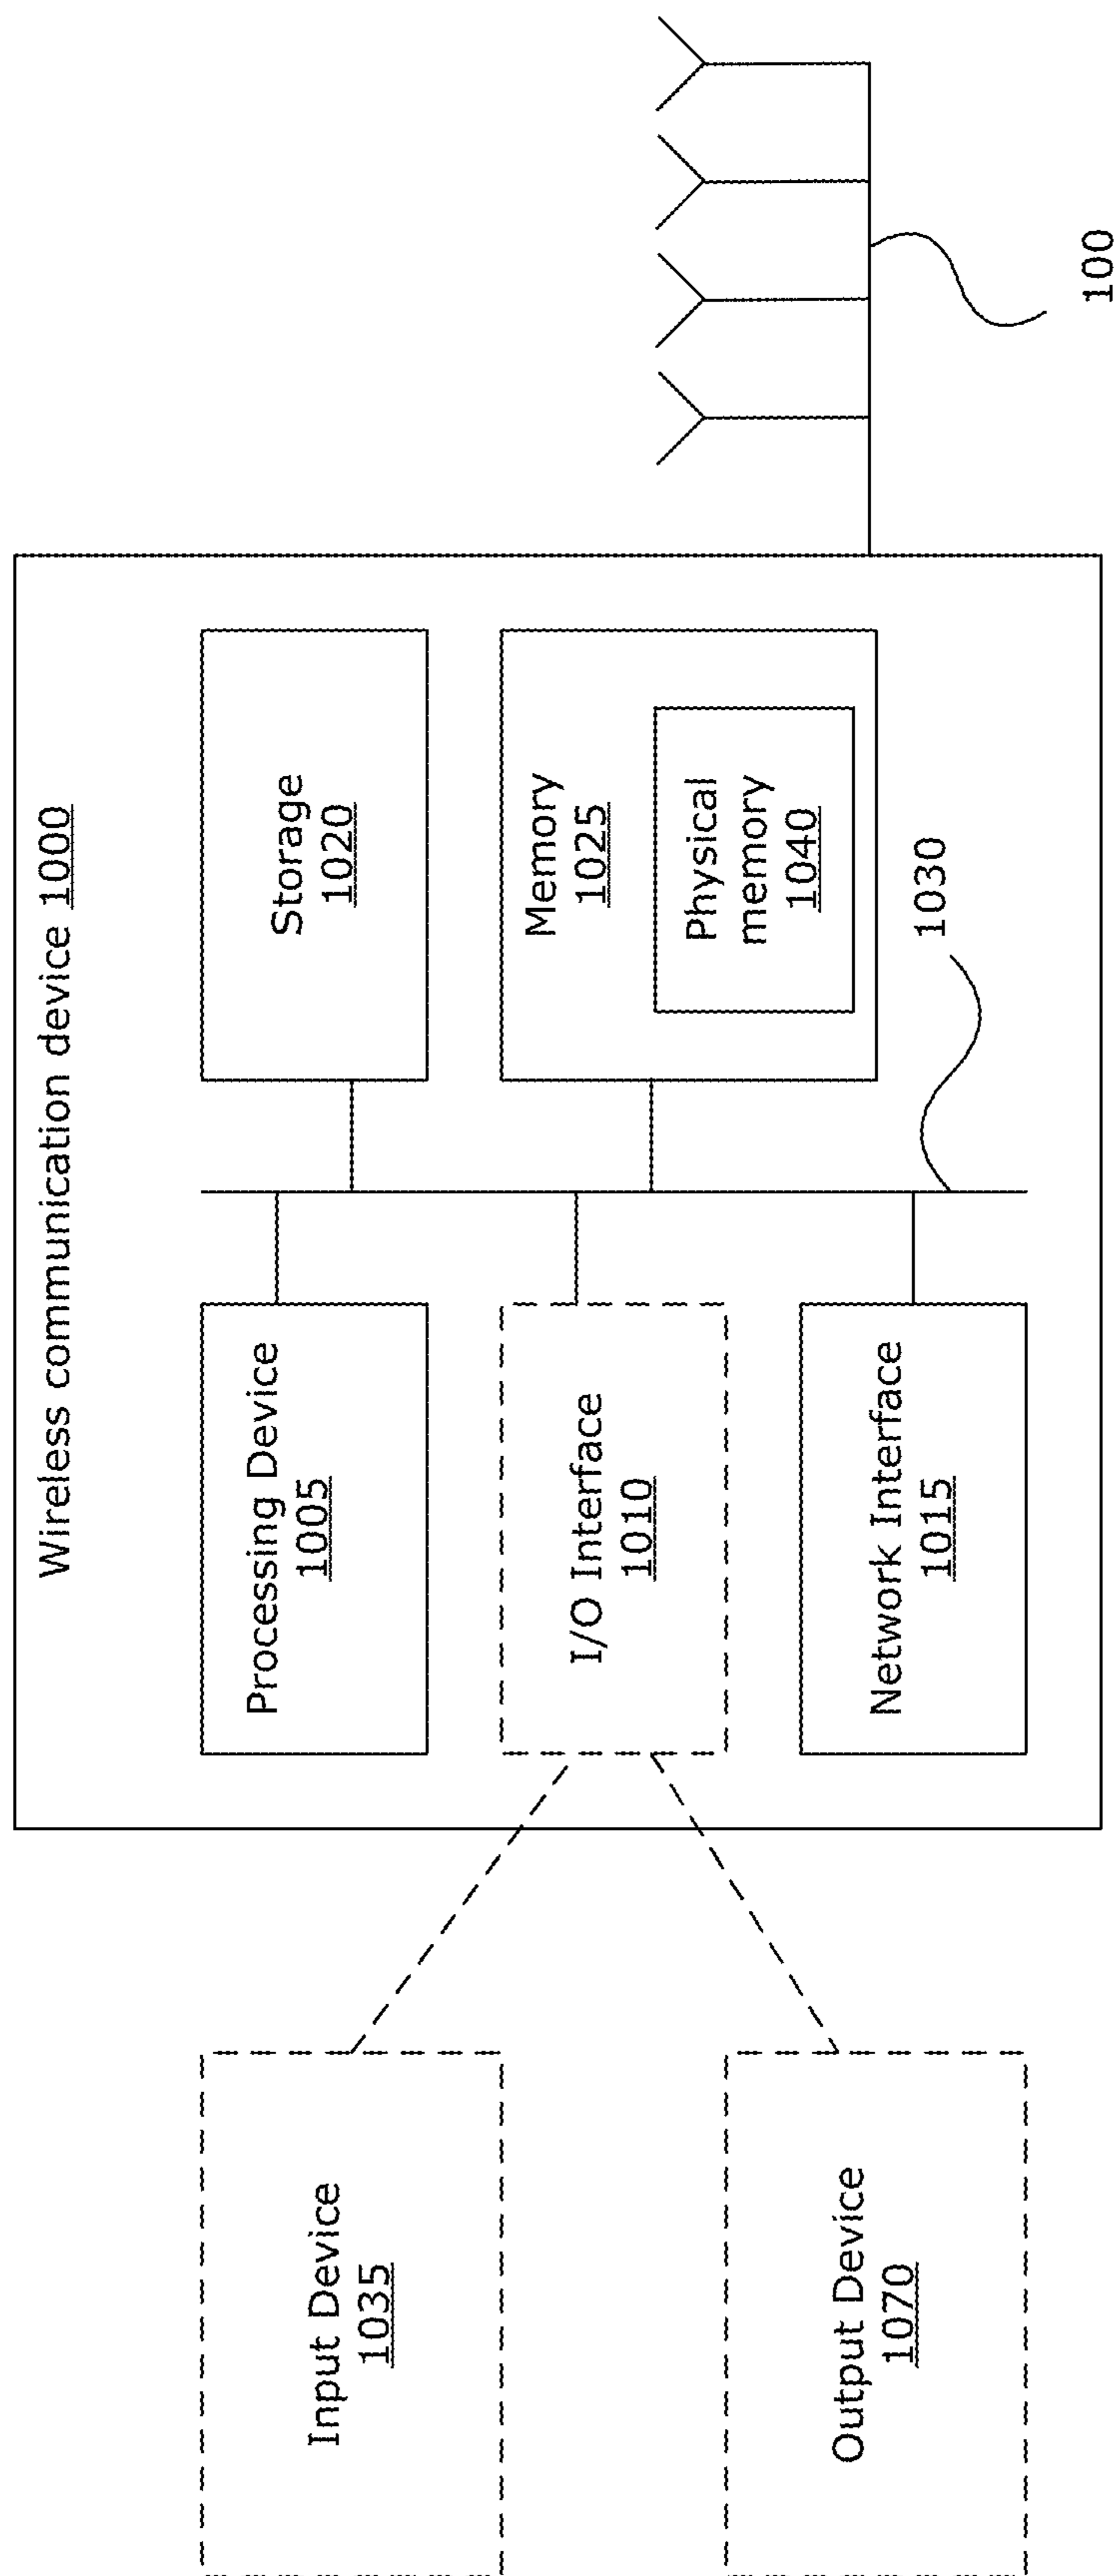 Wireless communication device 1000
Input Device
1035
Processing Device
1005
Storage
1020
I/O Interface
1010
Memory
1025
Physical
memory
1040
Output Device
1070
Network Interface
1015
1030
100